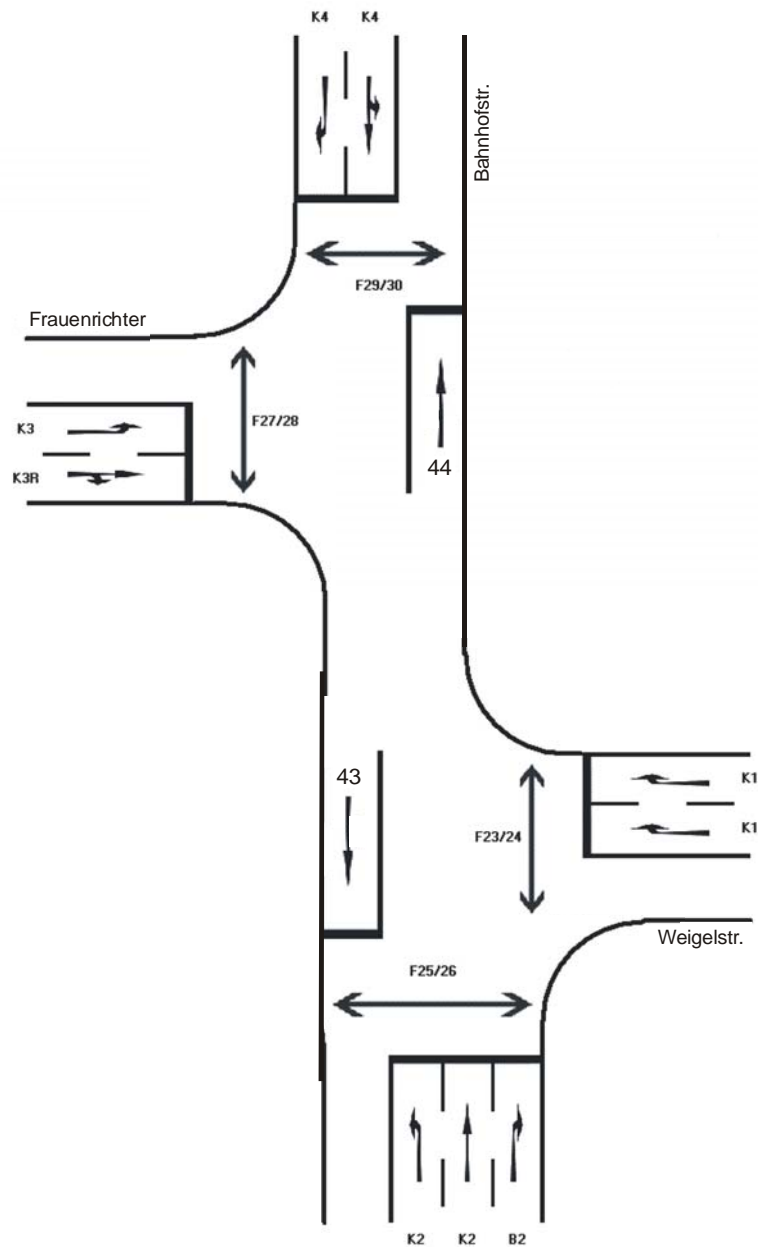 K4 K4
Bahnhofstr.
F29/30
Frauenrichter
F27/28
K3
K3R
44
43
K1
F23/24
K1
Weigelstr.
F25/26
K2 K2 B2